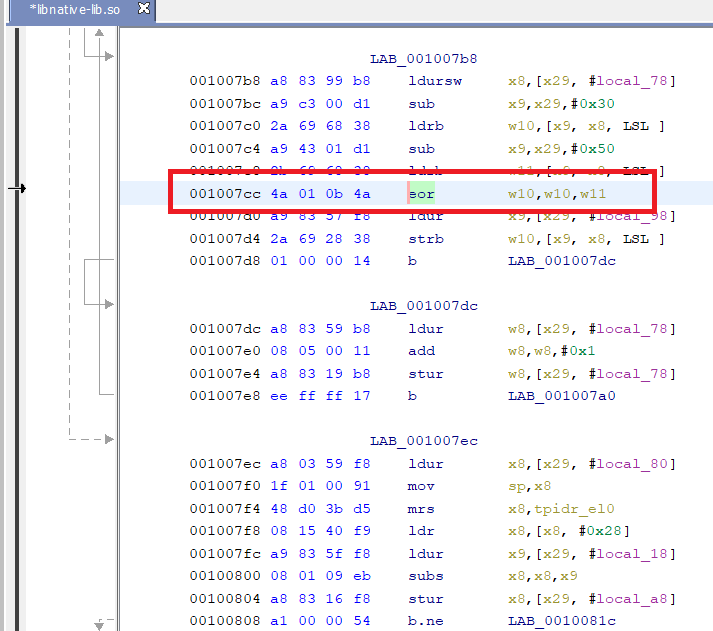 *libnative-lib.so
LAB_001007b8
001007b8 a8 83 99 b8 ldursw x8,[x29, #local_78]
001007bc a9 c3 00 d1 sub x9,x29,#0x30
001007c0 2a 69 68 38 ldrb w10,[x9, x8, LSL ]
001007c4 a9 43 01 d1 sub x9,x29,#0x50
001007cc 4a 01 0b 4a eor w10,w10,w11
001007d0 a9 83 57 f8 ldur x9,[x29, #local_98]
001007d4 2a 69 28 38 strb w10,[x9, x8, LSL ]
001007d8 01 00 00 14 b LAB_001007dc
LAB_001007dc
001007dc a8 83 59 b8 ldur w8,[x29, #local_78]
001007e0 08 05 00 11 add w8,w8,#0x1
001007e4 a8 83 19 b8 stur w8,[x29, #local_78]
001007e8 ee ff ff 17 b LAB_001007a0
LAB_001007ec
001007ec a8 03 59 f8 ldur x8,[x29, #local_80]
001007f0 1f 01 00 91 mov sp,x8
001007f4 48 d0 3b d5 mrs x8,tpidr_el0
001007f8 08 15 40 f9 ldr x8,[x8, #0x28]
001007fc a9 83 5f f8 ldur x9,[x29, #local_18]
00100800 08 01 09 eb subs x8,x8,x9
00100804 a8 83 16 f8 stur x8,[x29, #local_a8]
00100808 a1 00 00 54 b.ne LAB_0010081c